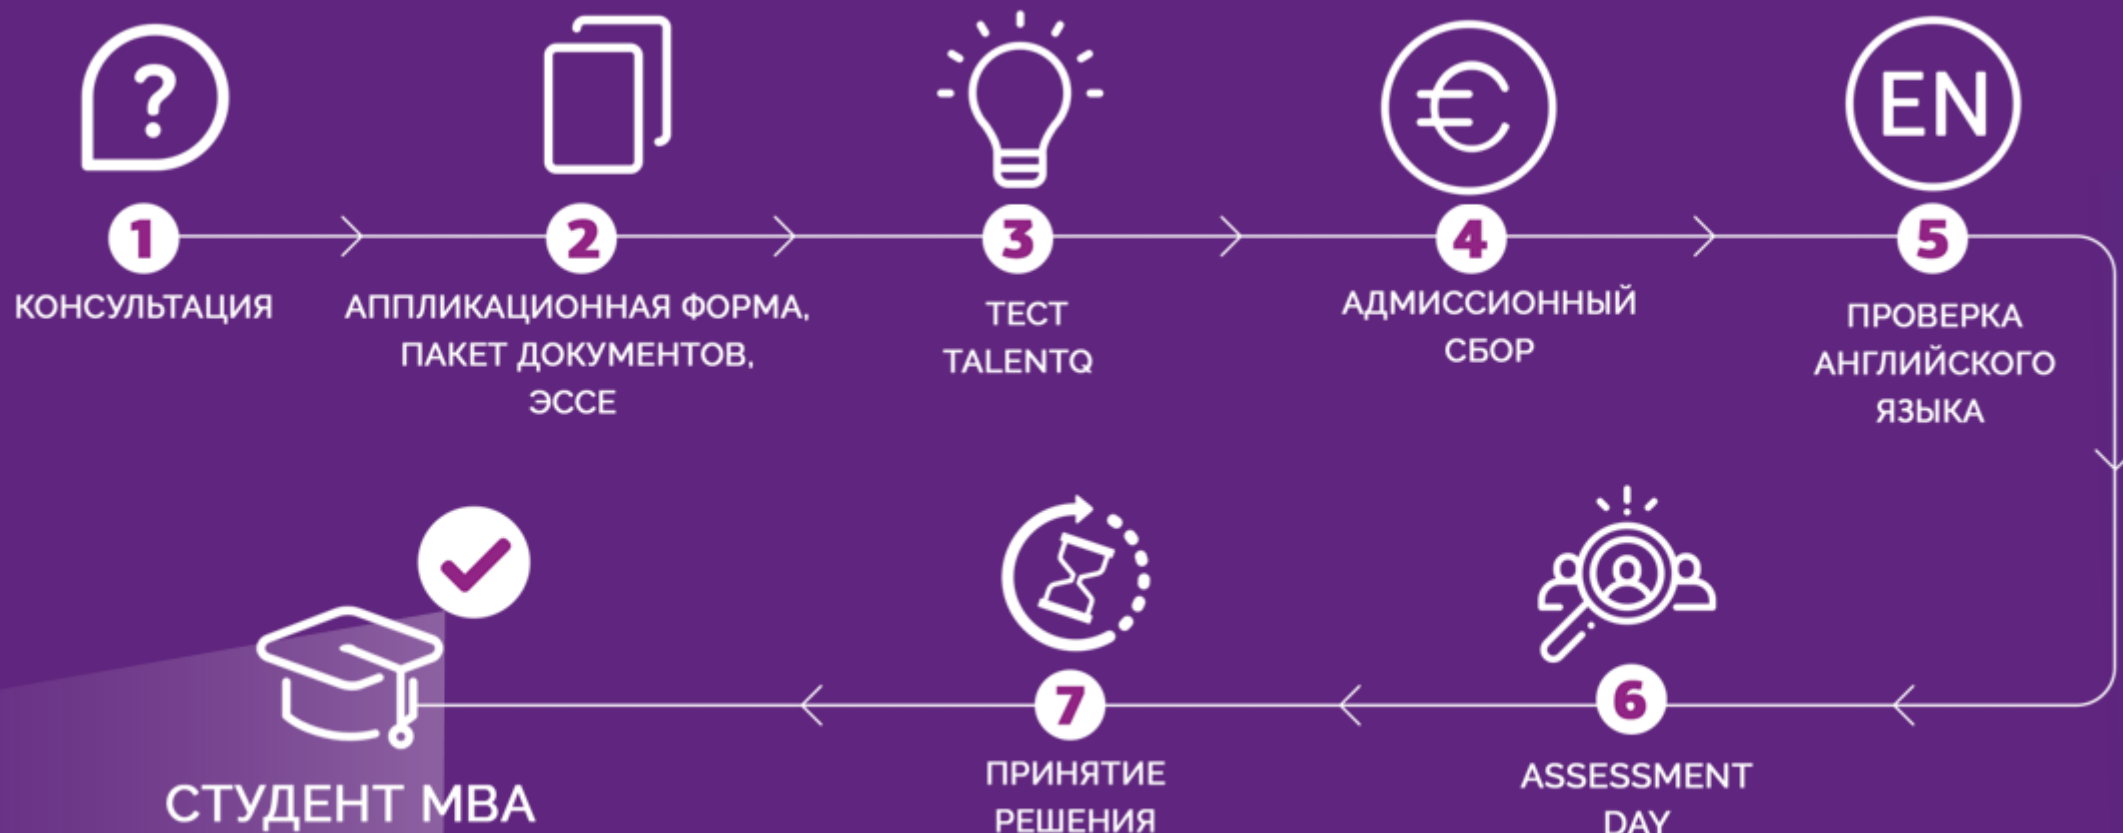 ?
€
EN
1
2
3
4
5
КОНСУЛЬТАЦИЯ
АППЛИКАЦИОННАЯ ФОРМА,
ПАКЕТ ДОКУМЕНТОВ,
ЭССЕ
ТЕСТ
TALENTQ
АДМИССИОННЫЙ
СБОР
ПРОВЕРКА
АНГЛИЙСКОГО
ЯЗЫКА
6
ASSESSMENT
DAY
7
ПРИНЯТИЕ
РЕШЕНИЯ
СТУДЕНТ МВА